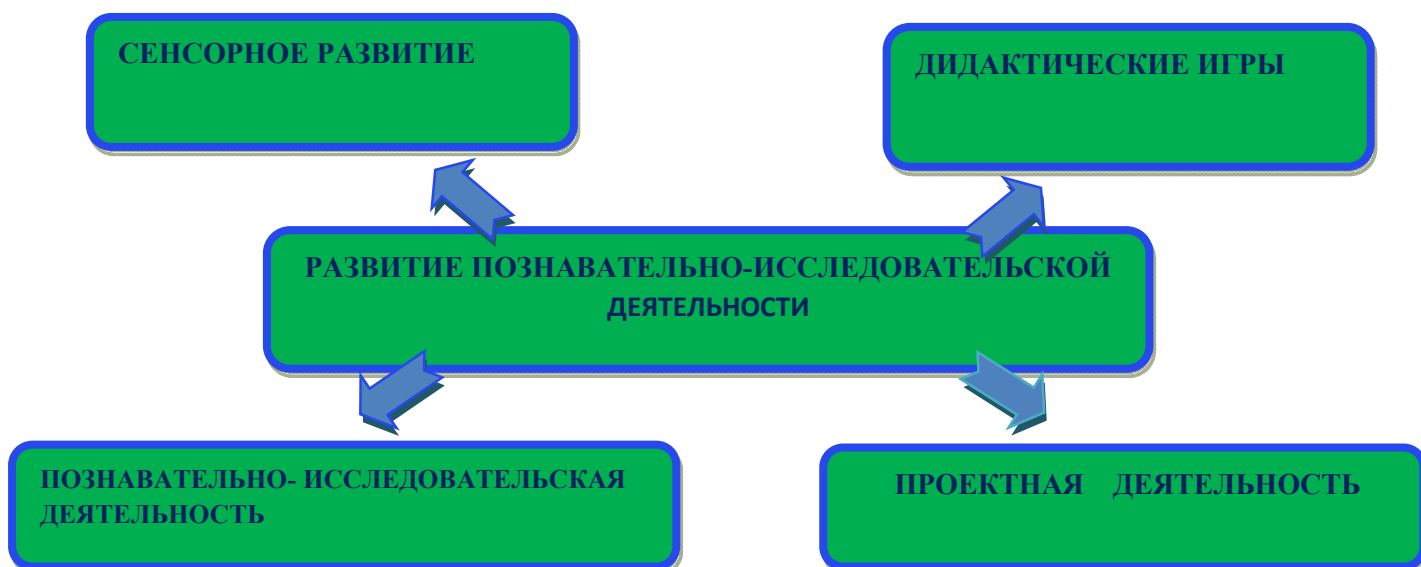 СЕНСОРНОЕ РАЗВИТИЕ
ДИДАКТИЧЕСКИЕ ИГРЫ
РАЗВИТИЕ ПОЗНАВАТЕЛЬНО-ИССЛЕДОВАТЕЛЬСКОЙ
ДЕЯТЕЛЬНОСТИ
ПОЗНАВАТЕЛЬНО- ИССЛЕДОВАТЕЛЬСКАЯ
ДЕЯТЕЛЬНОСТЬ
ПРОЕКТНАЯ ДЕЯТЕЛЬНОСТЬ